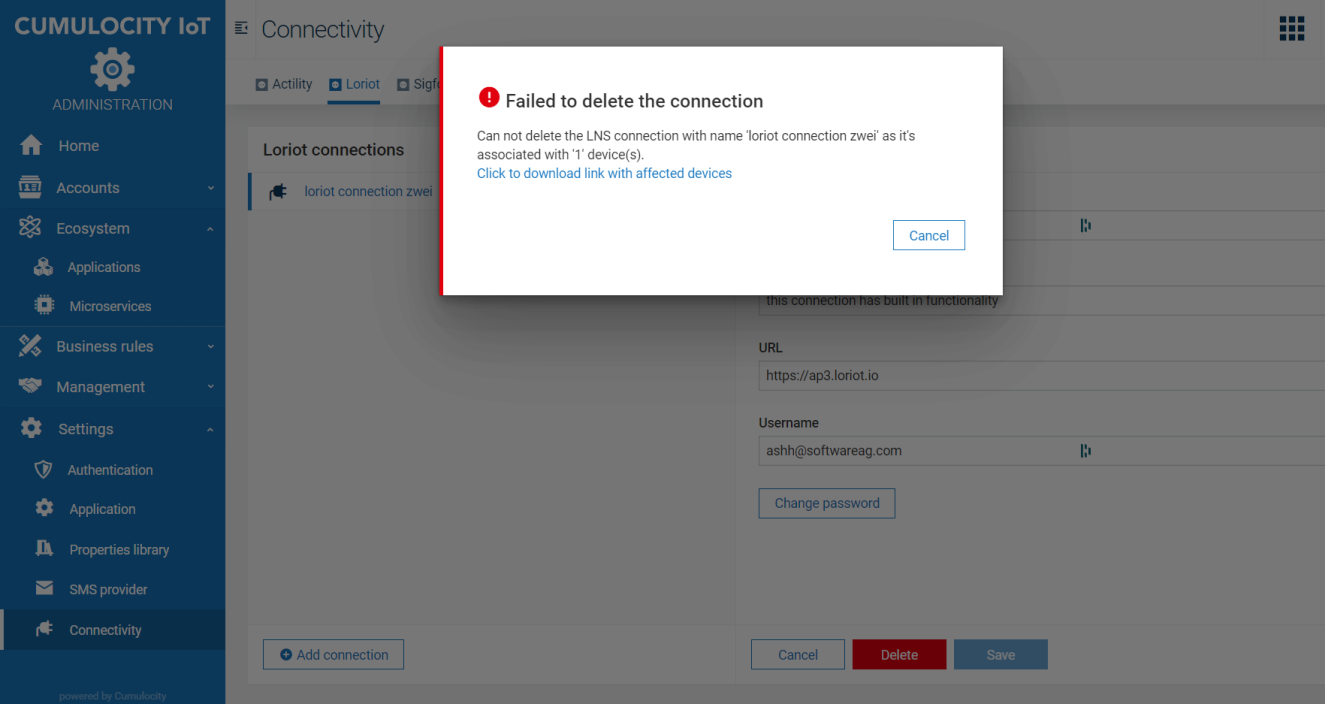 CUMULOCITY IoT
ADMINISTRATION
Home
Accounts
Ecosystem
Applications
Microservices
Business rules
Management
Settings
Authentication
Application
Properties library
SMS provider
Connectivity
powered by Cumulocity
Connectivity
Actility
Loriot
Loriot connections
loriot connection zwei
Add connection
Failed to delete the connection
Can not delete the LNS connection with name 'loriot connection zwei' as it's
associated with '1' device(s).
Click to download link with affected devices
Cancel
this connection has built in functionality
URL
https://ap3.loriot.io
Username
ashh@softwareag.com
Change password
Cancel
Delete
Save